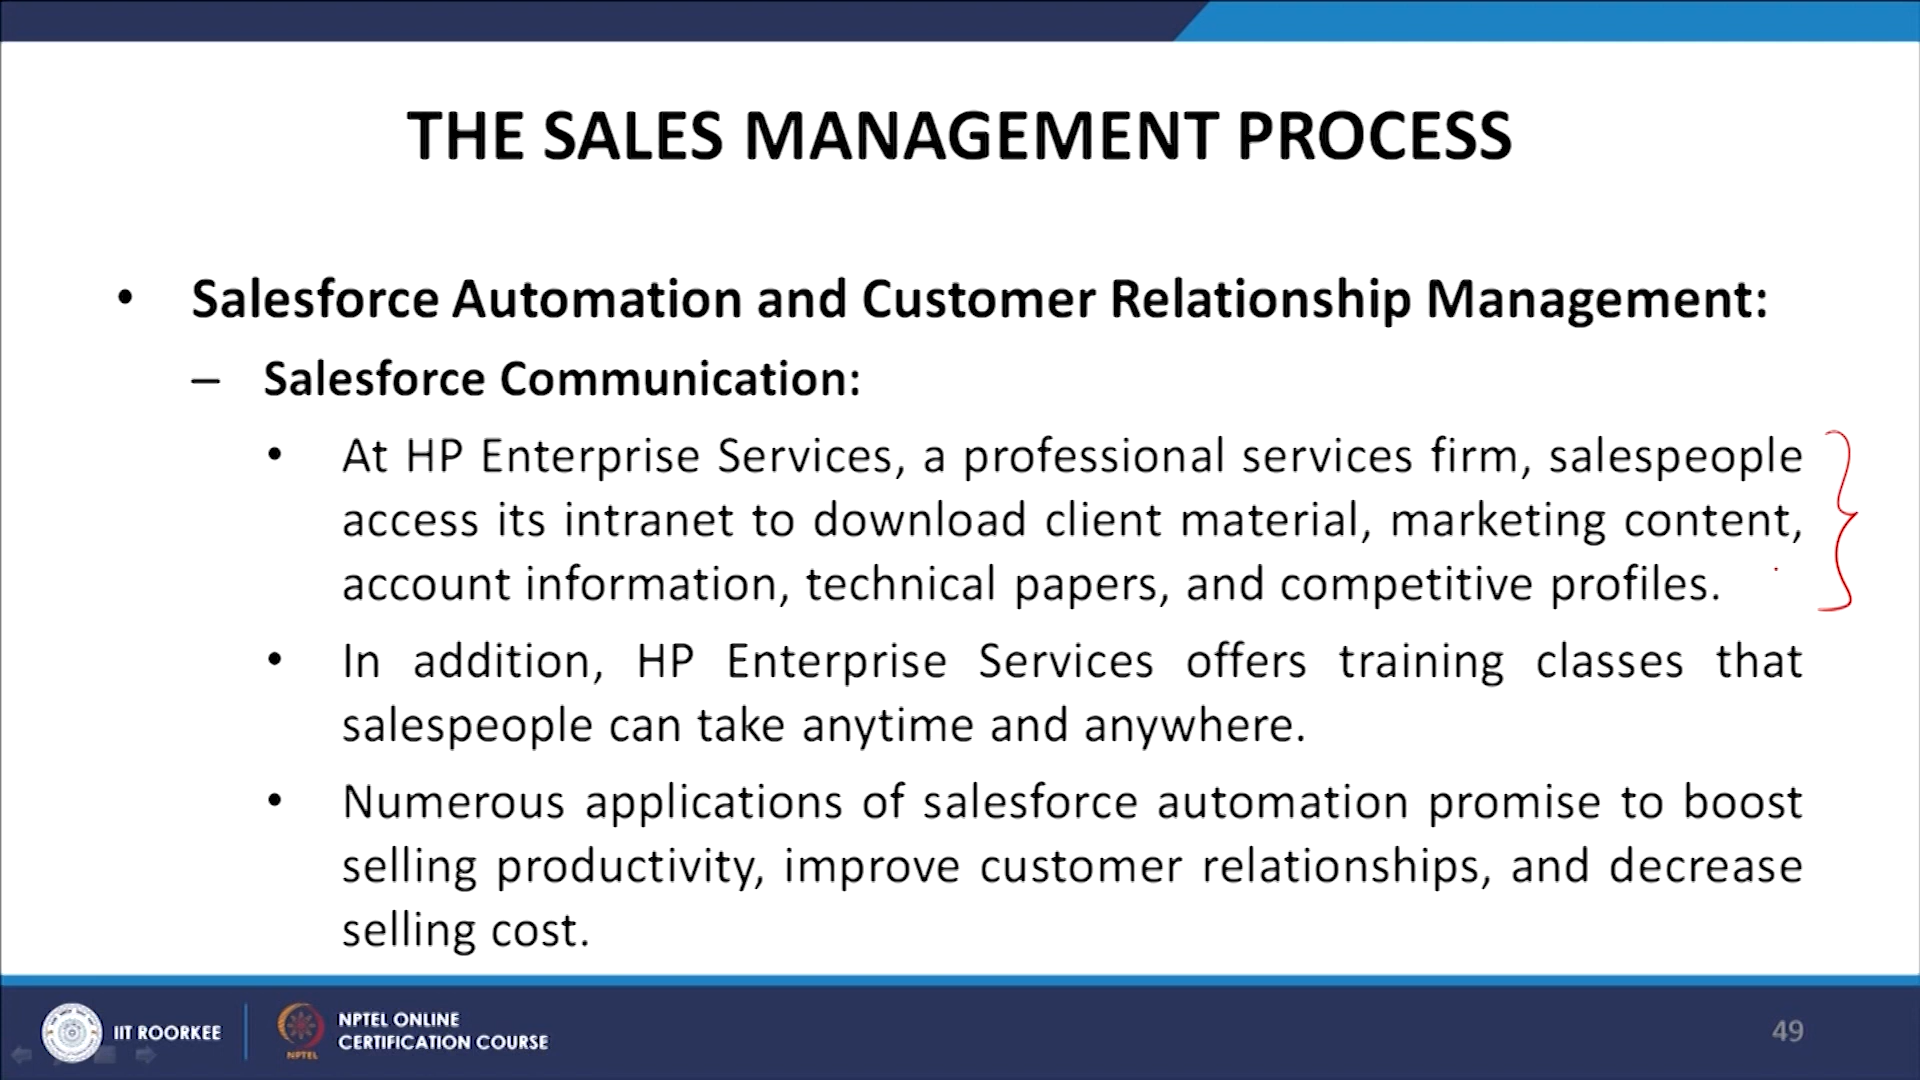 THE SALES MANAGEMENT PROCESS
• Salesforce Automation and Customer Relationship Management:
– Salesforce Communication:
• At HP Enterprise Services, a professional services firm, salespeople
access its intranet to download client material, marketing content,
account information, technical papers, and competitive profiles.
• In addition, HP Enterprise Services offers training classes that
salespeople can take anytime and anywhere.
• Numerous applications of salesforce automation promise to boost
selling productivity, improve customer relationships, and decrease
selling cost.
IIT ROORKEE
NPTEL
NPTEL ONLINE
CERTIFICATION COURSE
49